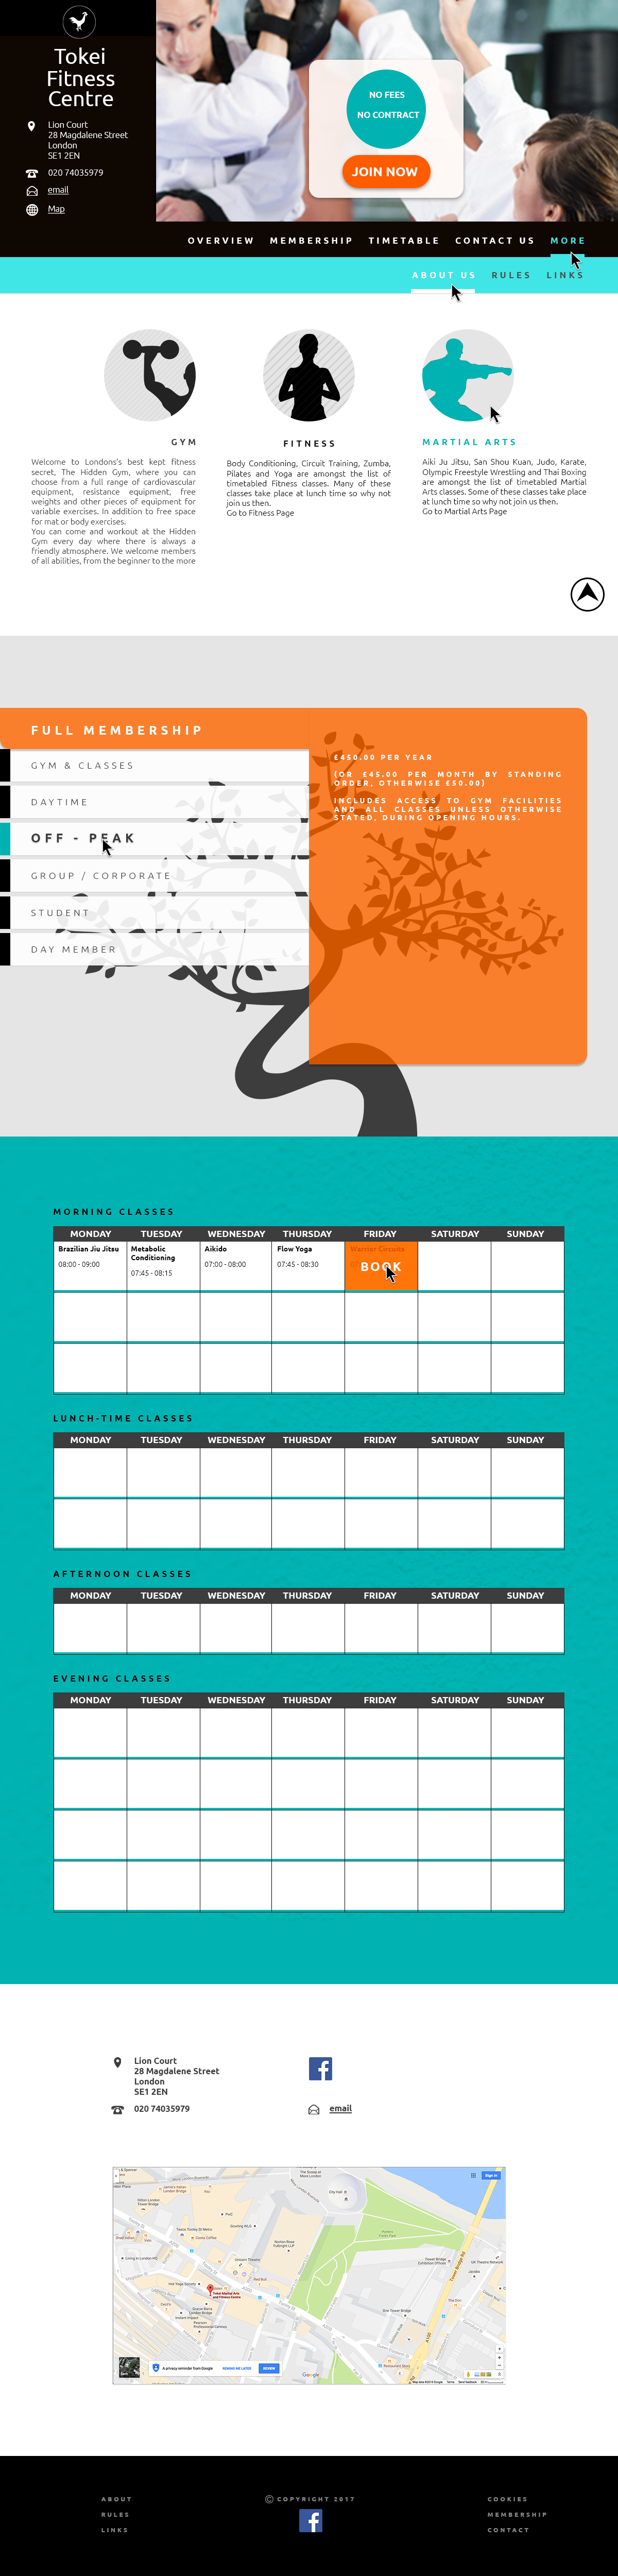 Tokei
Fitness
Centre
Lion Court
28 Magdalene Street
London
SE1 2EN
020 74035979
email
Map
NO FEES
NO CONTRACT
JOIN NOW
OVERVIEW MEMBERSHIP TIMETABLE CONTACT US MORE
ABOUT US RULES LINKS
GYM
Welcome to Londons's best kept fitness
secret, The Hidden Gym, where you can
choose from a full range of cardiovascular
equipment, resistance equipment, free
weights and other pieces of equipment for
variable exercises. In addition to free space
for mat or body exercises.
You can come and workout at the Hidden
Gym every day where there is always a
friendly atmosphere. We welcome members
of all abilities, from the beginner to the more
FITNESS
Body Conditioning, Circuit Training, Zumba,
Pilates and Yoga are amongst the list of
timetabled Fitness classes. Many of these
classes take place at lunch time so why not
join us then.
Go to Fitness Page
MARTIAL ARTS
Aiki Ju Jitsu, San Shou Kuan, Judo, Karate,
Olympic Freestyle Wrestling and Thai Boxing
are amongst the list of timetabled Martial
Arts classes. Some of these classes take place
at lunch time so why not join us then.
Go to Martial Arts Page
FULL MEMBERSHIP
GYM & CLASSES
DAYTIME
OFF - PEAK
GROUP / CORPORATE
STUDENT
DAY MEMBER
£450.00 PER YEAR
(OR £45.00 PER MONTH BY STANDING
ORDER, OTHERWISE £50.00)
INCLUDES ACCESS TO GYM FACILITIES
AND ALL CLASSES UNLESS OTHERWISE
STATED, DURING OPENING HOURS.
MORNING CLASSES
MONDAY TUESDAY WEDNESDAY THURSDAY FRIDAY SATURDAY SUNDAY
Brazilian Jiu Jitsu
08:00 - 09:00
Metabolic
Conditioning
07:45 - 08:15
Aikido
07:00 - 08:00
Flow Yoga
07:45 - 08:30
Warrior Circuits
BOOK
LUNCH-TIME CLASSES
MONDAY TUESDAY WEDNESDAY THURSDAY FRIDAY SATURDAY SUNDAY
AFTERNOON CLASSES
MONDAY TUESDAY WEDNESDAY THURSDAY FRIDAY SATURDAY SUNDAY
EVENING CLASSES
MONDAY TUESDAY WEDNESDAY THURSDAY FRIDAY SATURDAY SUNDAY
Lion Court
28 Magdalene Street
London
SE1 2EN
020 74035979
email
Sign in
City Hall
Tower Bridge Rd
A privacy reminder from Google
REMIND ME LATER
REVIEW
Google
ABOUT
RULES
LINKS
© COPYRIGHT 2017
COOKIES
MEMBERSHIP
CONTACT